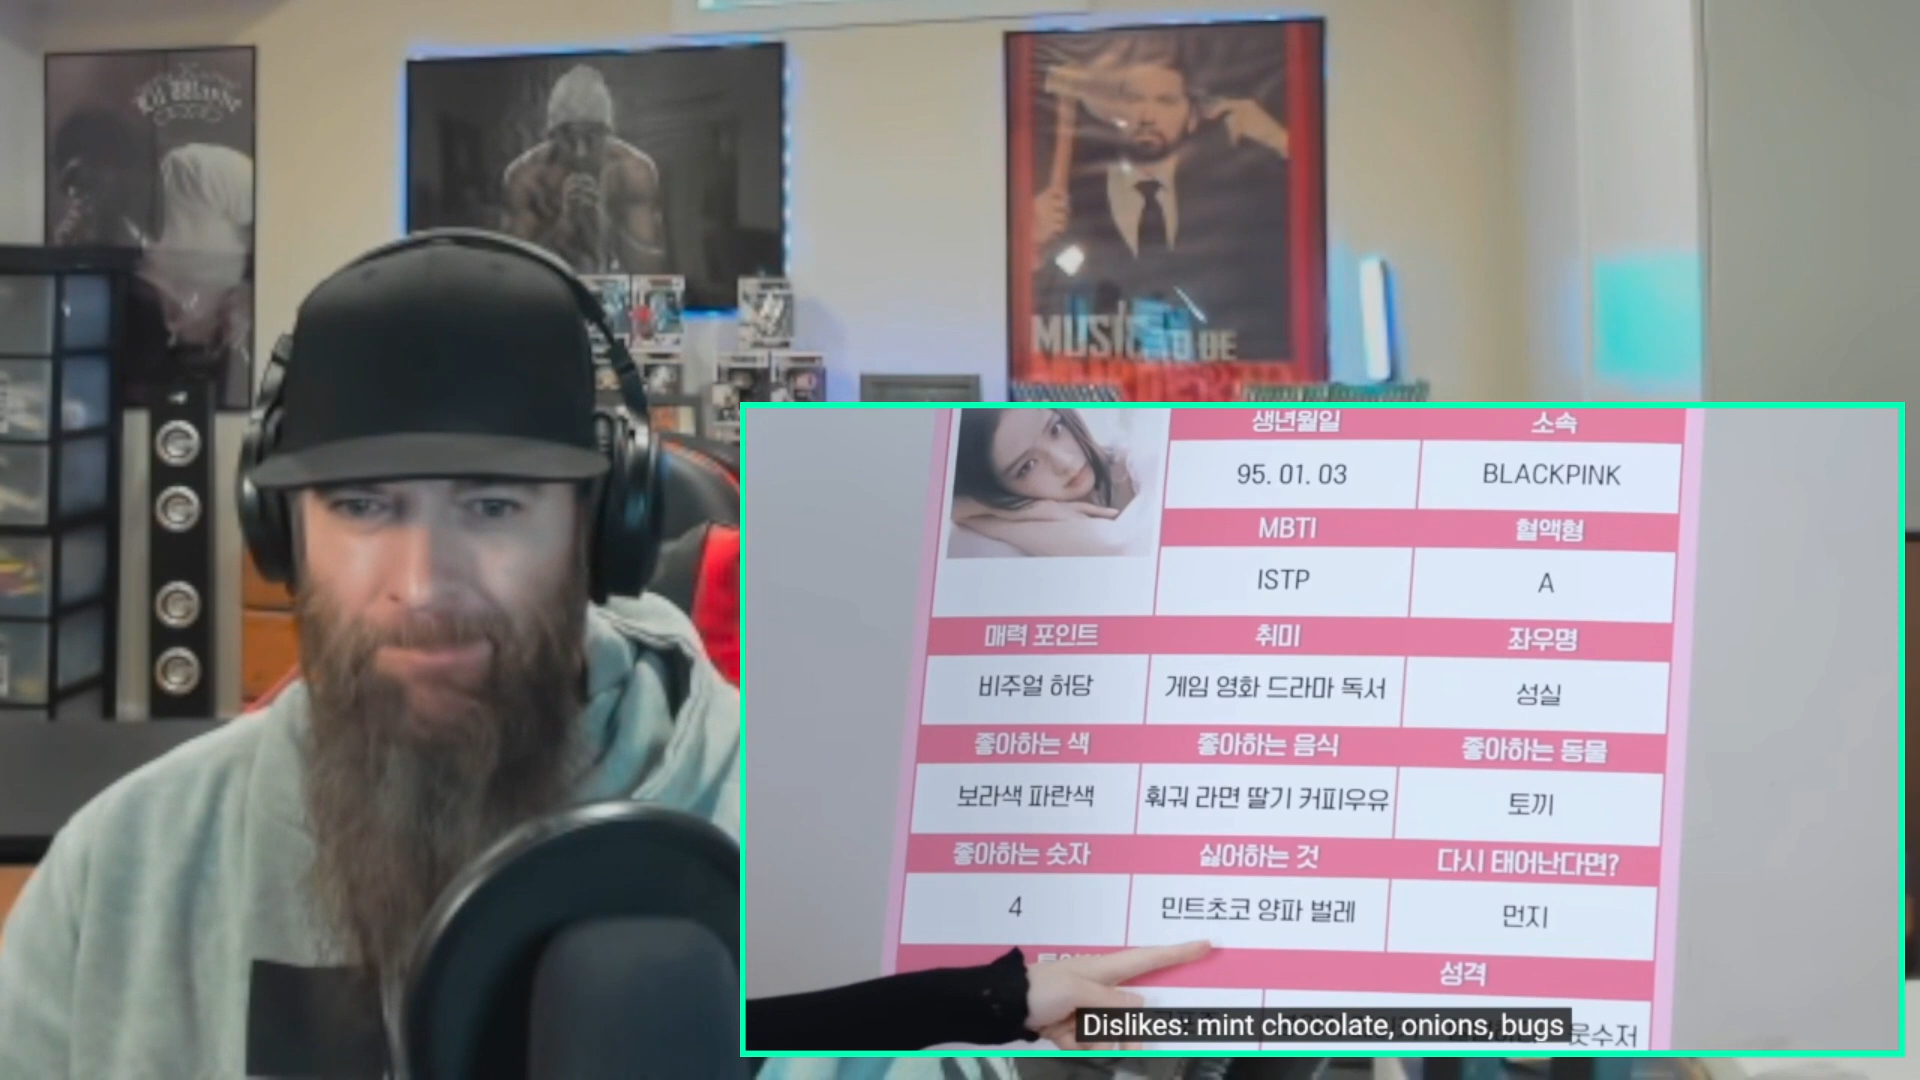 Lil Wayne
MUSIC TO BE
생년월일 소속
95. 01. 03 BLACKPINK
MBTI 혈액형
ISTP A
매력 포인트 취미 좌우명
비주얼 허당 게임 영화 드라마 독서 성실
좋아하는 색 좋아하는 음식 좋아하는 동물
보라색 파란색 훠궈 라면 딸기 커피우유 토끼
좋아하는 숫자 싫어하는 것 다시 태어난다면?
4 민트초코 양파 벌레 먼지
성격
Dislikes: mint chocolate, onions, bugs